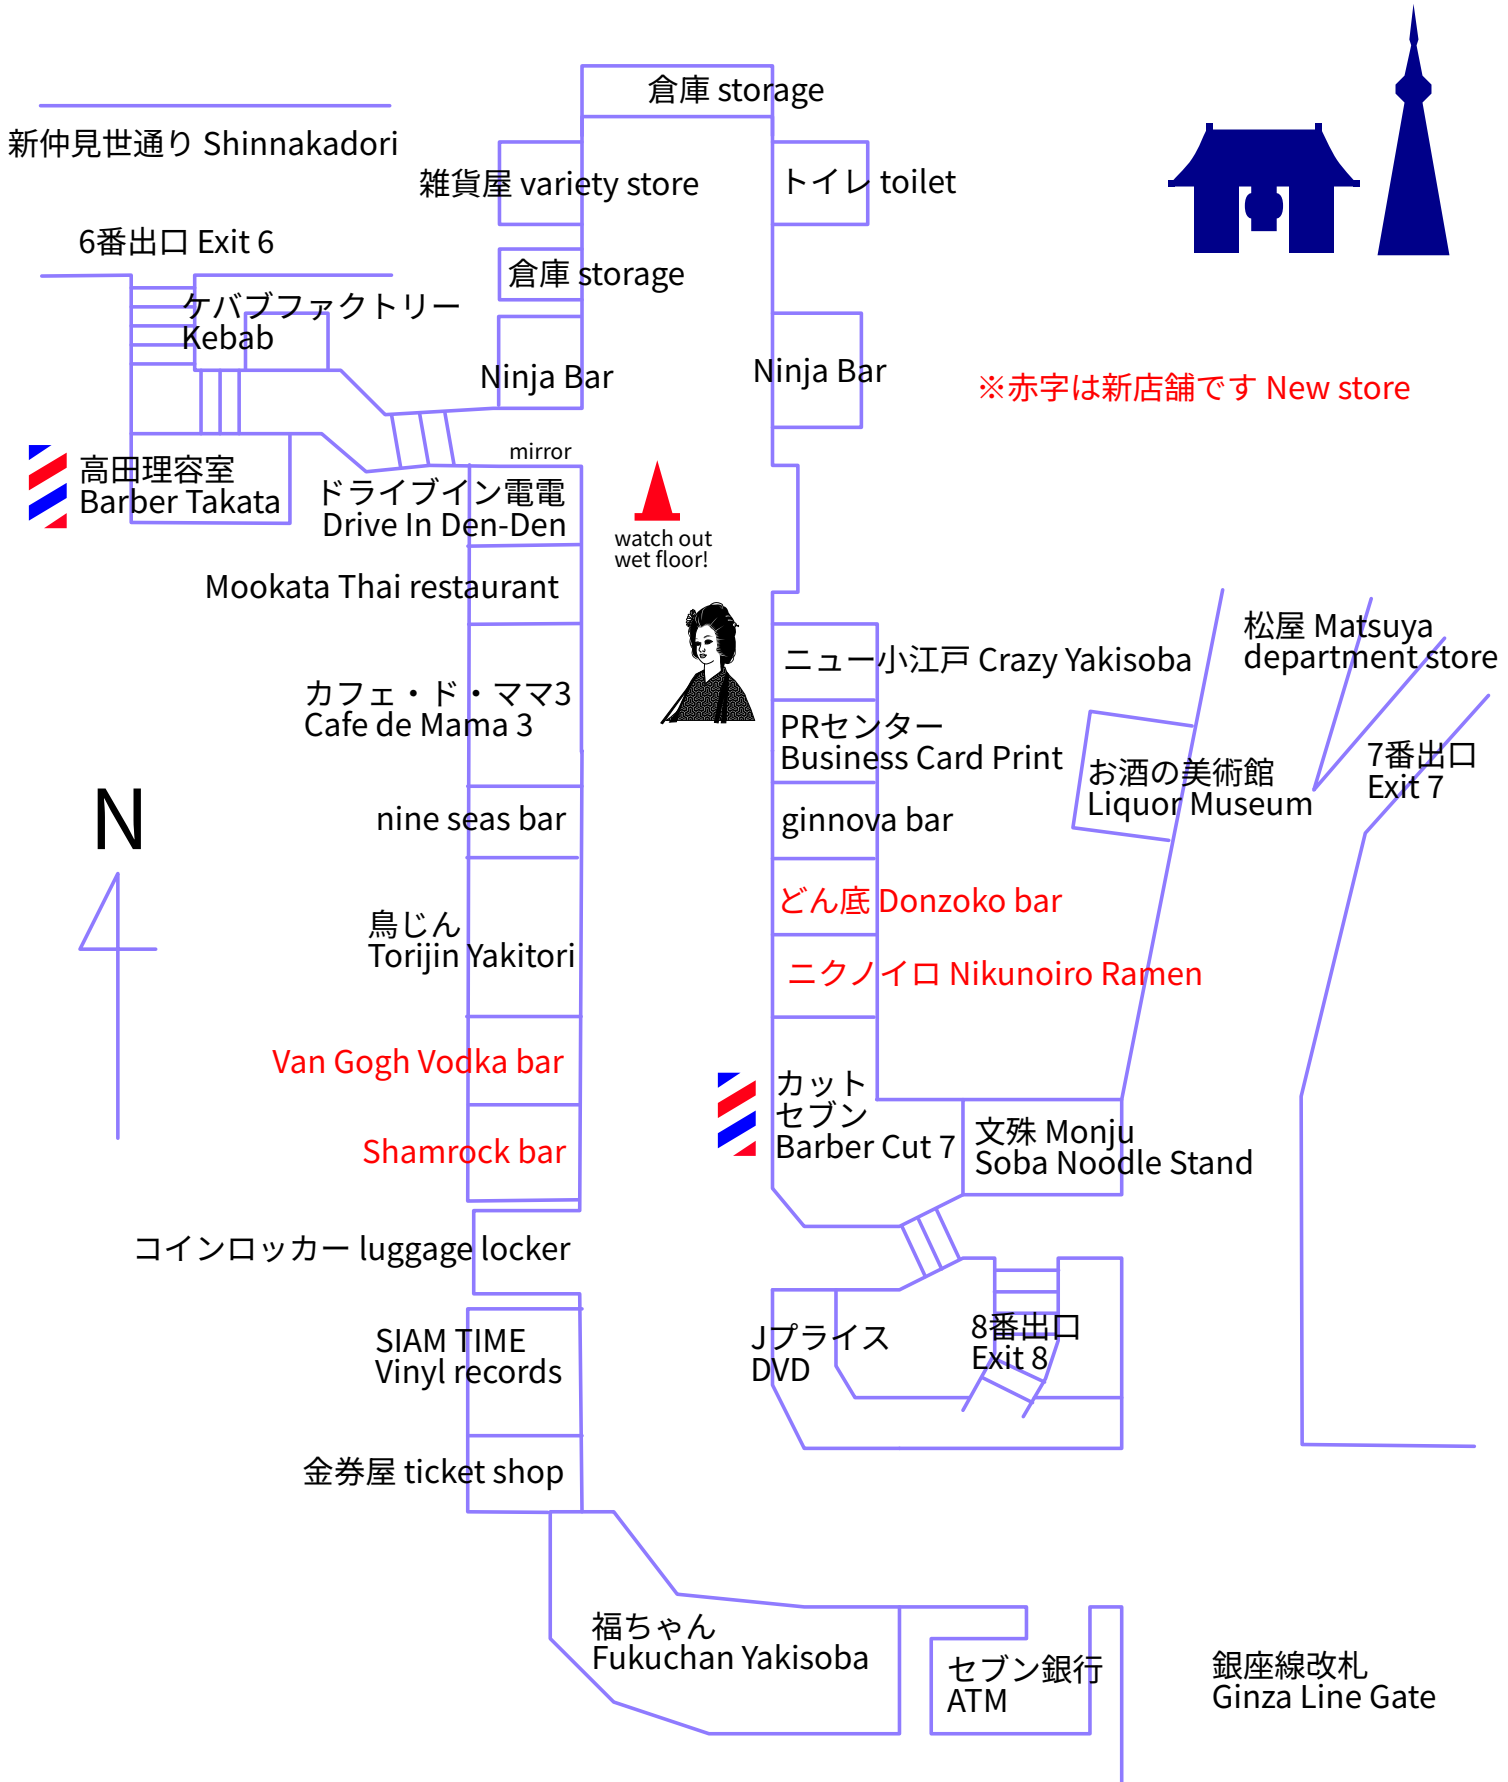 倉庫 storage
新仲見世通り Shinnakadori
雑貨屋 variety store
トイレ toilet
6番出口 Exit 6
倉庫 storage
ケバブファクトリー
Kebab
Ninja Bar
Ninja Bar
※赤字は新店舗です New store
mirror
高田理容室
Barber Takata
ドライブイン電電
Drive In Den-Den
watch out
wet floor!
Mookata Thai restaurant
ニュー小江戸 Crazy Yakisoba
松屋 Matsuya
department store
カフェ・ド・ママ3
Cafe de Mama 3
PRセンター
Business Card Print
7番出口
Exit 7
お酒の美術館
Liquor Museum
N
nine seas bar
ginnova bar
鳥じん
Torijin Yakitori
どん底 Donzoko bar
ニクノイロ Nikunoiro Ramen
Van Gogh Vodka bar
カット
セブン
Barber Cut 7
文殊 Monju
Soba Noodle Stand
Shamrock bar
コインロッカー luggage locker
SIAM TIME
Vinyl records
Jプライス
DVD
8番出口
Exit 8
金券屋 ticket shop
福ちゃん
Fukuchan Yakisoba
セブン銀行
ATM
銀座線改札
Ginza Line Gate